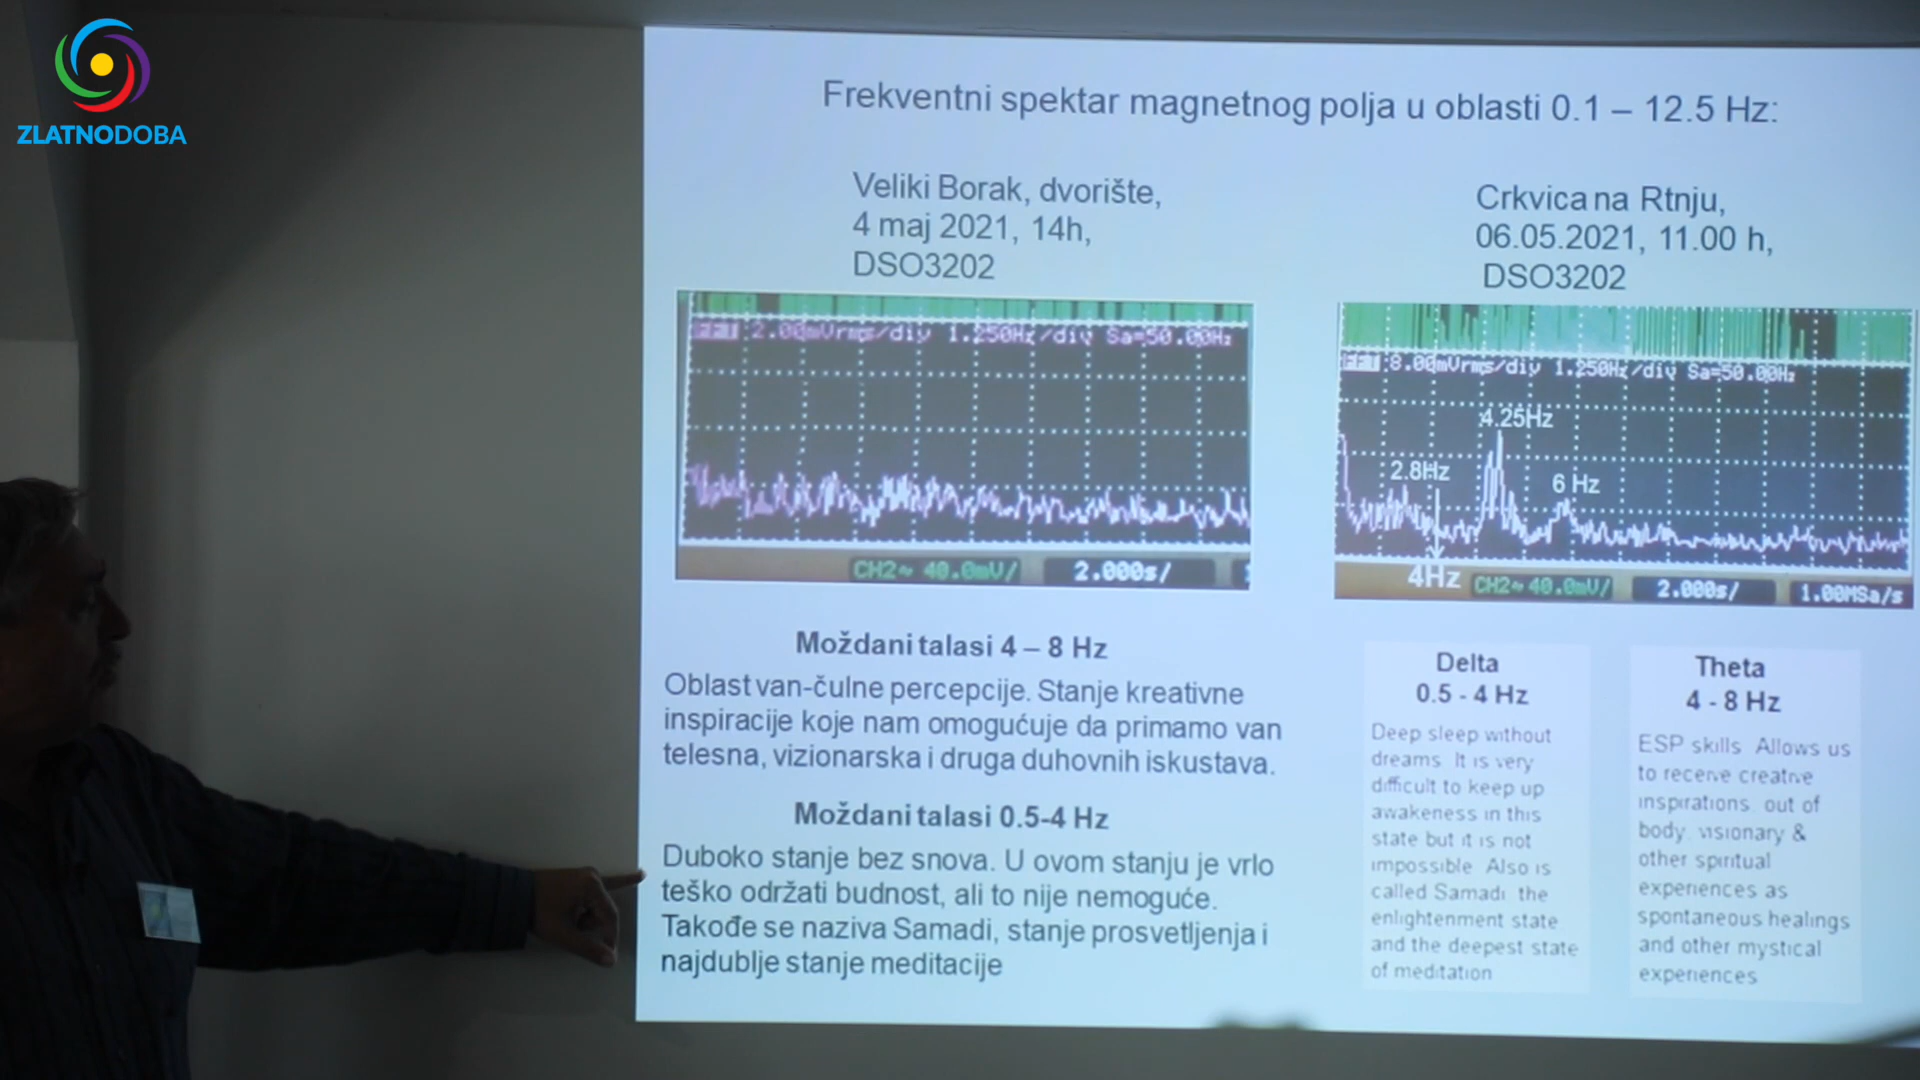 ZLATNODOBA
Frekventni spektar magnetnog polja u oblasti 0.1 – 12.5 Hz:
Veliki Borak, dvorište,
4 maj 2021, 14h,
DSO3202
2.00mVrms/div 1.250Hz/div Sa=50.00Hz
CH2~ 40.0mV/ 2.000s/
Crkvica na Rtnju,
06.05.2021, 11.00 h,
DSO3202
8.00mVrms/div 1.250Hz/div Sa=50.00Hz
4.25Hz
2.8Hz
6 Hz
4Hz
CH2~ 40.0mV/ 2.000s/ 1.00MSa/s
Moždani talasi 4 – 8 Hz
Oblast van-čulne percepcije. Stanje kreativne
inspiracije koje nam omogućuje da primamo van
telesna, vizionarska i druga duhovnih iskustava.
Moždani talasi 0.5-4 Hz
Duboko stanje bez snova. U ovom stanju je vrlo
teško održati budnost, ali to nije nemoguće.
Takođe se naziva Samadi, stanje prosvetljenja i
najdublje stanje meditacije
Delta
0.5 - 4 Hz
Deep sleep without
dreams. It is very
difficult to keep up
awakeness in this
state but it is not
impossible. Also is
called Samadi the
enlightenment state
and the deepest state
of meditation
Theta
4 - 8 Hz
ESP skills. Allows us
to receive creative
inspirations, out of
body, visionary &
other spiritual
experiences as
spontaneous healings
and other mystical
experiences